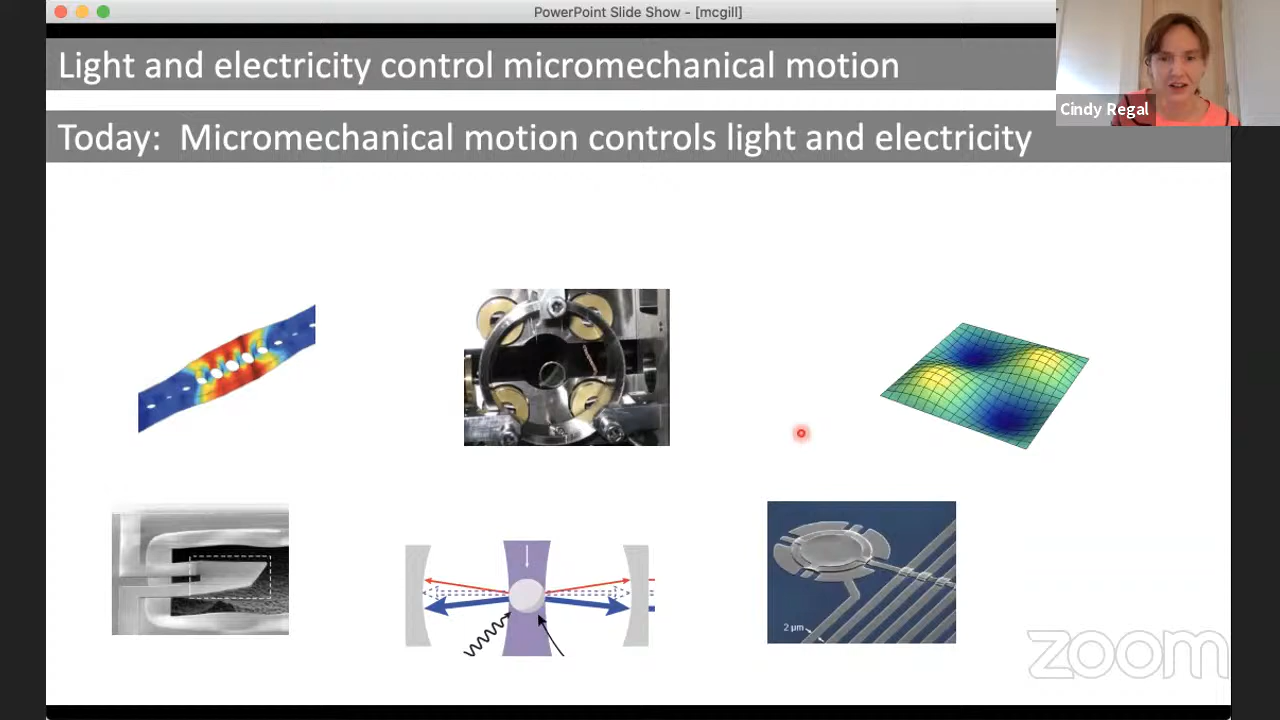 PowerPoint Slide Show - [mcgill]
Light and electricity control micromechanical motion
Cindy Regal
Today: Micromechanical motion controls light and electricity
2 μm
zoom